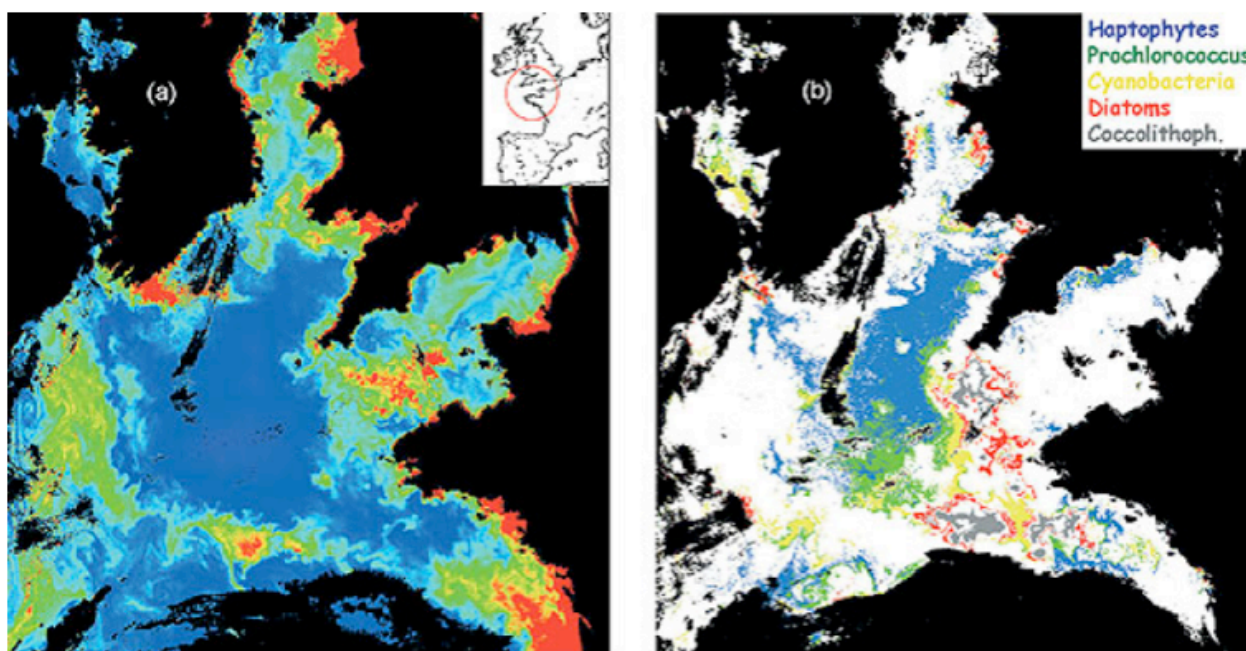 (a)
(b)
Haptophytes
Prochlorococcus
Cyanobacteria
Diatoms
Coccolithoph.